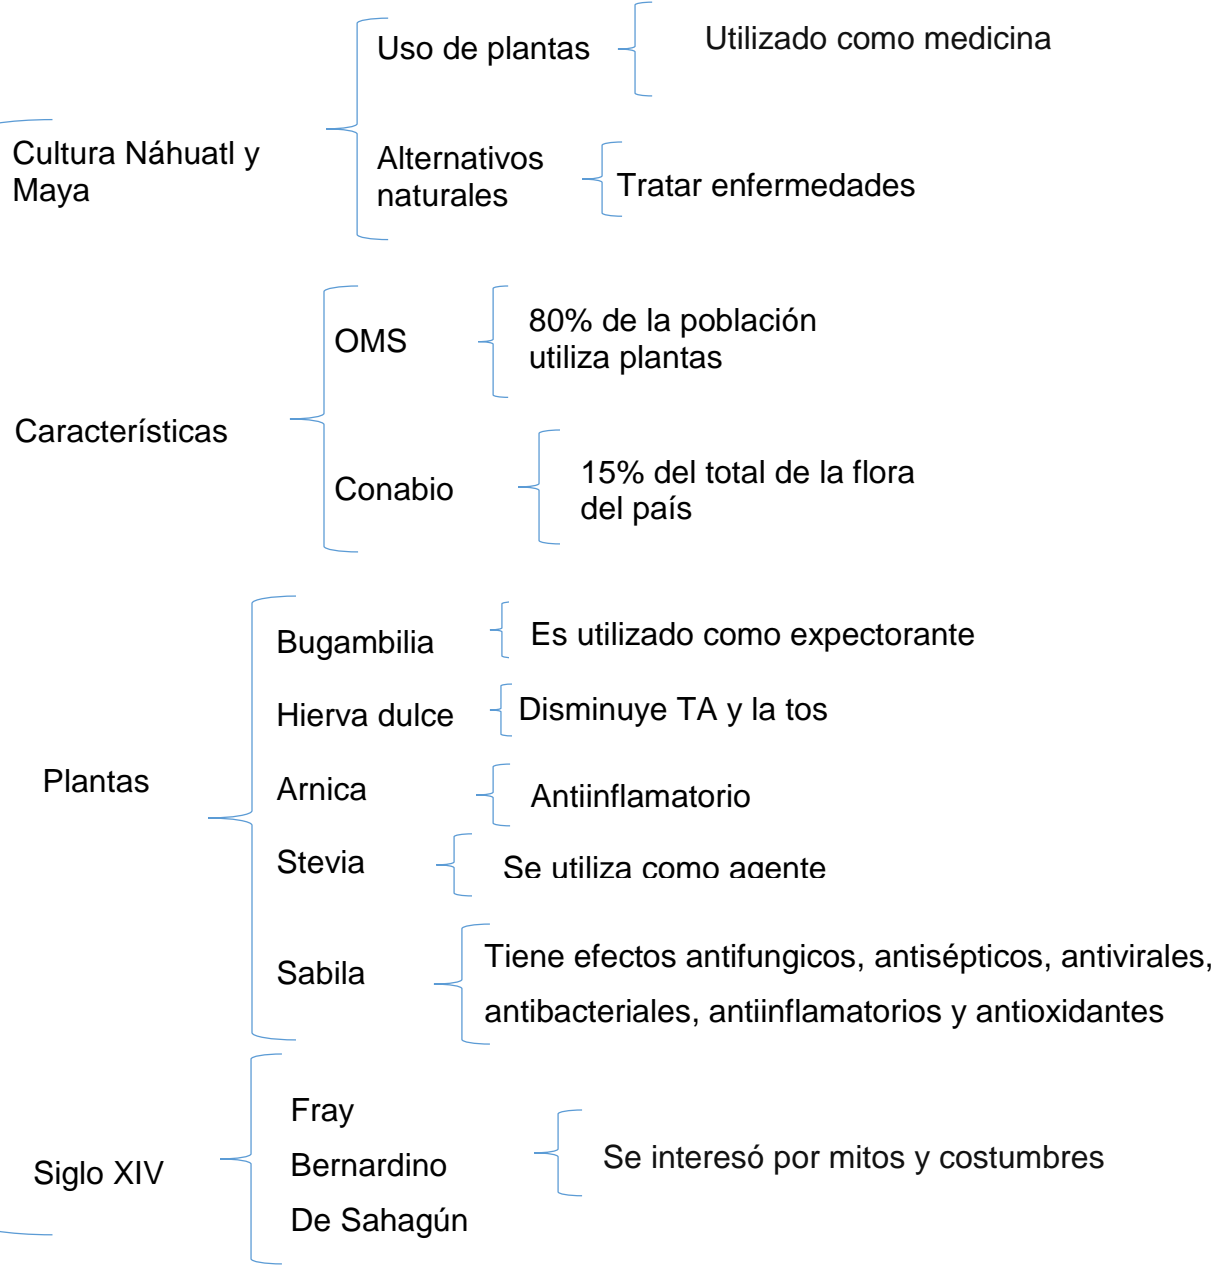 Uso de plantas
Utilizado como medicina
Cultura Náhuatl y
Maya
Alternativos
naturales
Tratar enfermedades
Características
OMS
80% de la población
utiliza plantas
Conabio
15% del total de la flora
del país
Plantas
Bugambilia
Es utilizado como expectorante
Hierva dulce
Disminuye TA y la tos
Arnica
Antiinflamatorio
Stevia
Se utiliza como agente
Sabila
Tiene efectos antifungicos, antisépticos, antivirales,
antibacteriales, antiinflamatorios y antioxidantes
Siglo XIV
Fray
Bernardino
De Sahagún
Se interesó por mitos y costumbres